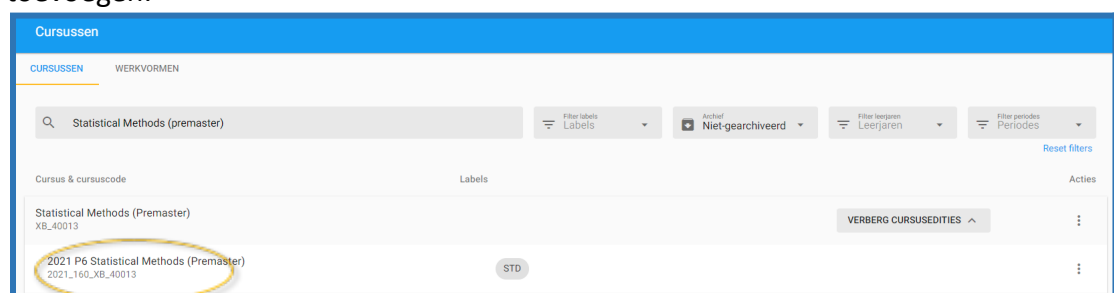 Cursussen
CURSUSSEN WERKVORMEN
Statistical Methods (premaster)
Filter labels
Labels
Archief
Niet-gearchiveerd
Filter leerjaren
Leerjaren
Filter periodes
Periodes
Reset filters
Cursus & cursuscode Labels Acties
Statistical Methods (Premaster)
XB_40013
VERBERG CURSUSEDITIES
2021 P6 Statistical Methods (Premaster)
2021_160_XB_40013
STD